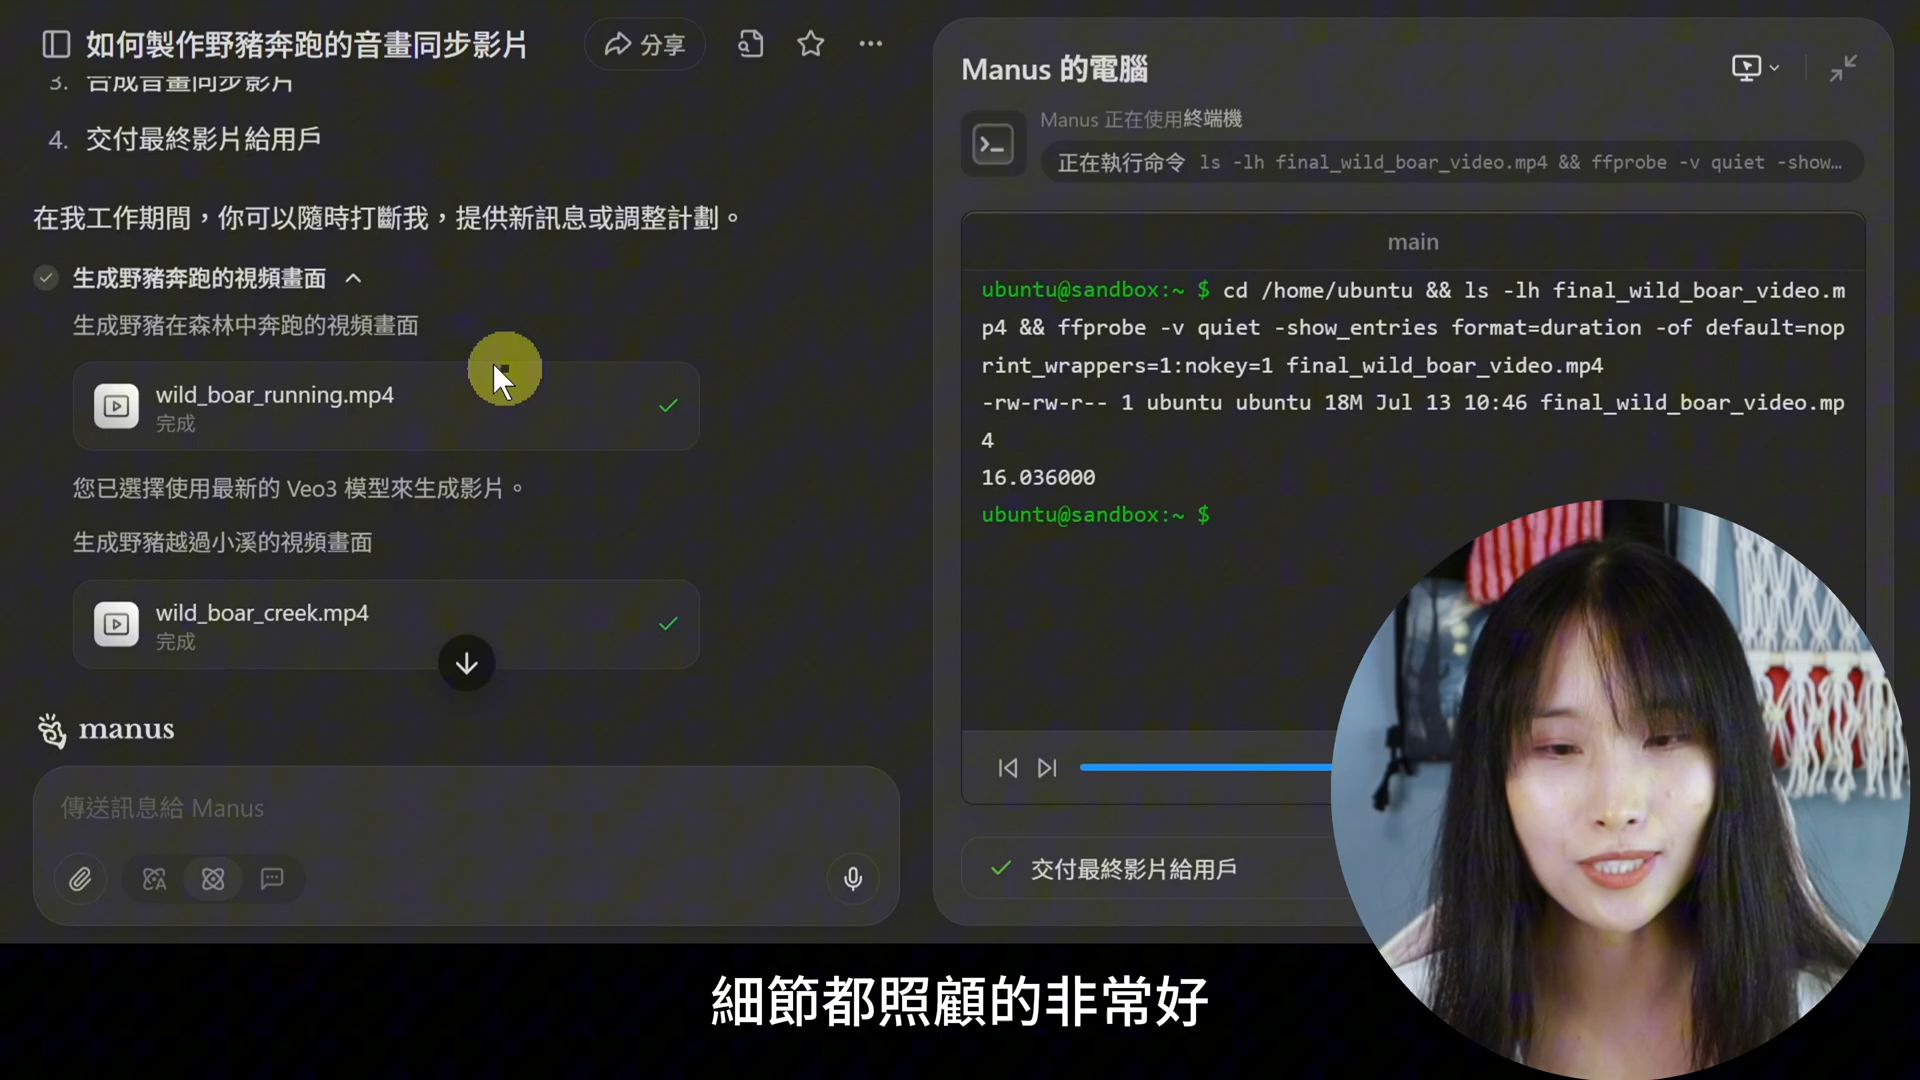 如何製作野豬奔跑的音畫同步影片
分享
3. 合成音畫同步影片
4. 交付最終影片給用戶
在我工作期間，你可以隨時打斷我，提供新訊息或調整計劃。
生成野豬奔跑的視頻畫面
生成野豬在森林中奔跑的視頻畫面
wild_boar_running.mp4
完成
您已選擇使用最新的 Veo3 模型來生成影片。
生成野豬越過小溪的視頻畫面
wild_boar_creek.mp4
完成
manus
傳送訊息給 Manus
Manus 的電腦
Manus 正在使用終端機
正在執行命令 ls -lh final_wild_boar_video.mp4 && ffprobe -v quiet -show…
main
ubuntu@sandbox:~ $ cd /home/ubuntu && ls -lh final_wild_boar_video.m
p4 && ffprobe -v quiet -show_entries format=duration -of default=nop
rint_wrappers=1:nokey=1 final_wild_boar_video.mp4
-rw-rw-r-- 1 ubuntu ubuntu 18M Jul 13 10:46 final_wild_boar_video.mp
4
16.036000
ubuntu@sandbox:~ $
交付最終影片給用戶
細節都照顧的非常好